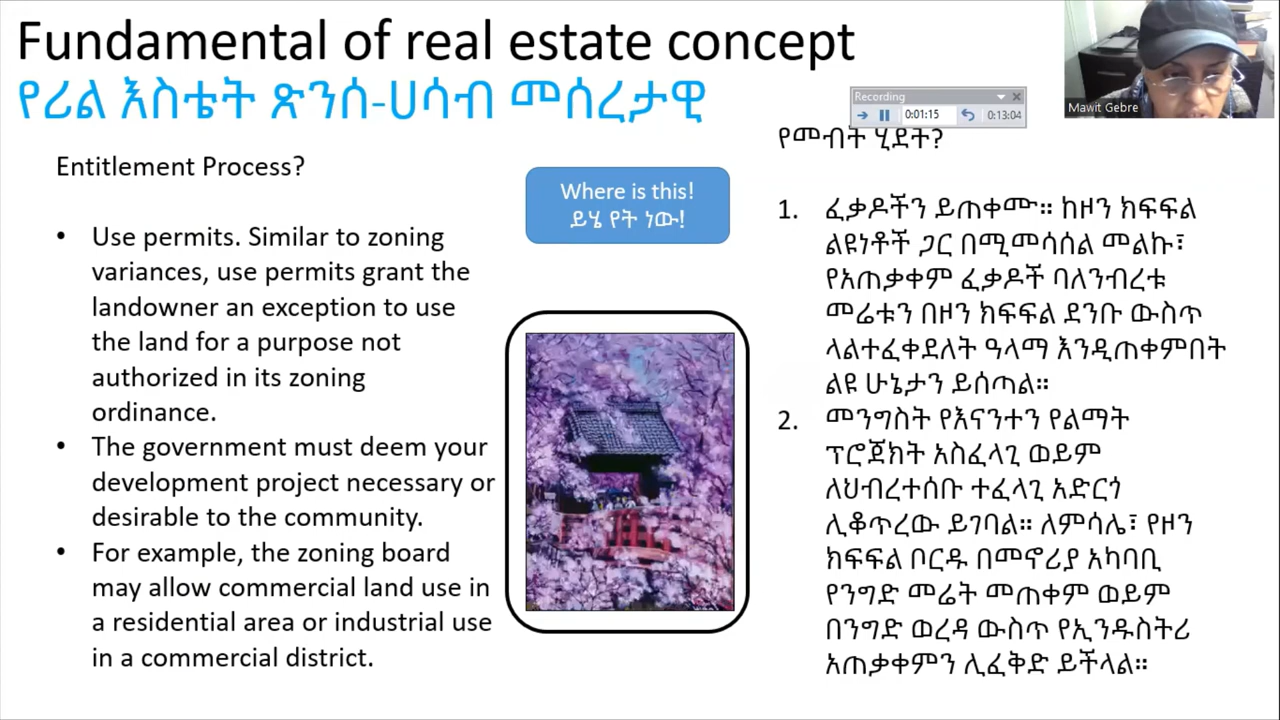 Fundamental of real estate concept
የሪል እስቴት ጽንሰ-ሀሳብ መሰረታዊ
Recording
0:01:15
0:13:04
Mawit Gebre
Entitlement Process?
• Use permits. Similar to zoning
variances, use permits grant the
landowner an exception to use
the land for a purpose not
authorized in its zoning
ordinance.
• The government must deem your
development project necessary or
desirable to the community.
• For example, the zoning board
may allow commercial land use in
a residential area or industrial use
in a commercial district.
Where is this!
ይሄ የት ነው!
የመብት ሂደት?
1. ፈቃዶችን ይጠቀሙ። ከዞን ክፍፍል
ልዩነቶች ጋር በሚመሳሰል መልኩ፣
የአጠቃቀም ፈቃዶች ባለንብረቱ
መሬቱን በዞን ክፍፍል ደንቡ ውስጥ
ላልተፈቀደለት ዓላማ እንዲጠቀምበት
ልዩ ሁኔታን ይሰጣል።
2. መንግስት የእናንተን የልማት
ፕሮጀክት አስፈላጊ ወይም
ለህብረተሰቡ ተፈላጊ አድርጎ
ሊቆጥረው ይገባል። ለምሳሌ፣ የዞን
ክፍፍል ቦርዱ በመኖሪያ አካባቢ
የንግድ መሬት መጠቀም ወይም
በንግድ ወረዳ ውስጥ የኢንዱስትሪ
አጠቃቀምን ሊፈቅድ ይችላል።